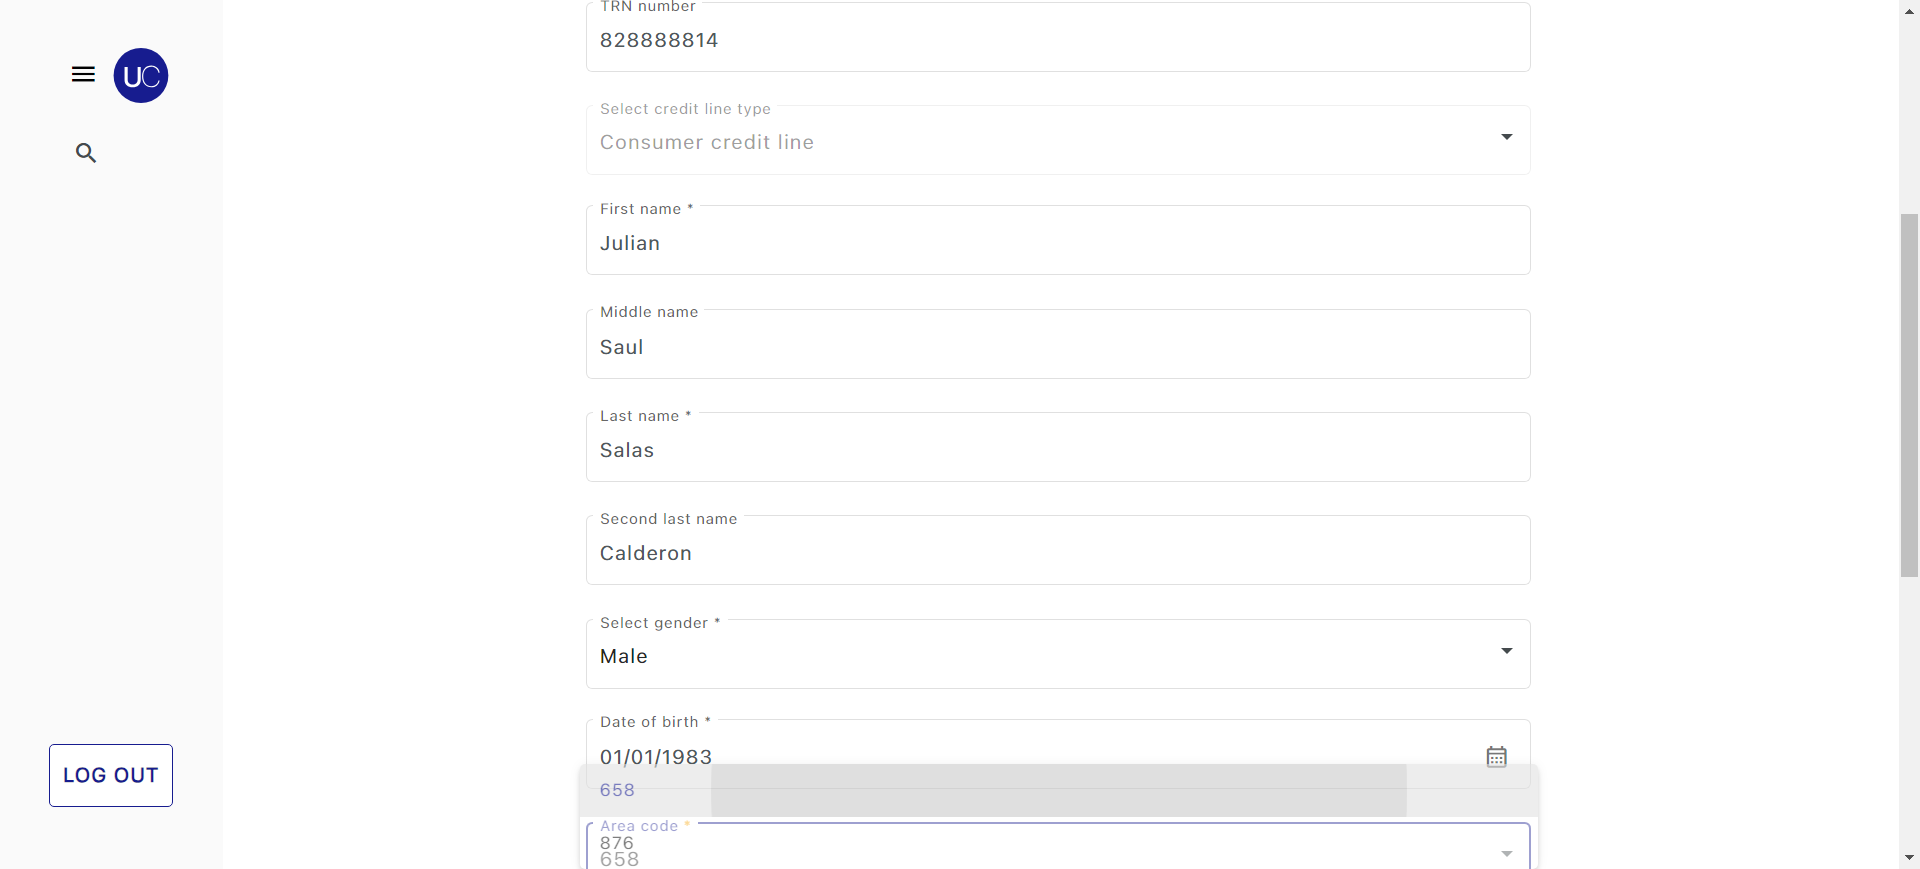 UC
LOG OUT
TRN number
828888814
Select credit line type
Consumer credit line
First name *
Julian
Middle name
Saul
Last name *
Salas
Second last name
Calderon
Select gender *
Male
Date of birth *
01/01/1983
658
Area code *
876
658